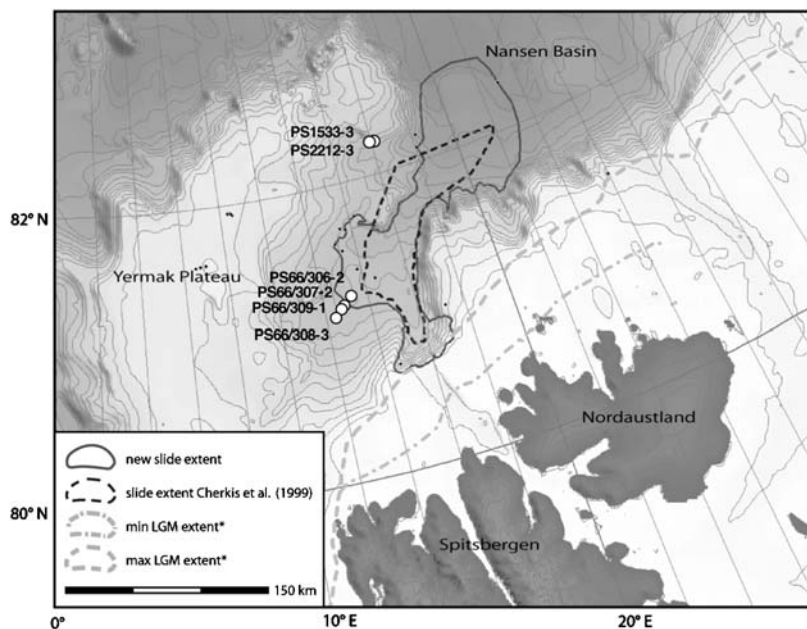 Nansen Basin
PS1533-3
PS2212-3
82° N
Yermak Plateau
PS66/306-2
PS66/307-2
PS66/309-1
PS66/308-3
Nordaustland
new slide extent
slide extent Cherkis et al. (1999)
80° N
min LGM extent*
Spitsbergen
max LGM extent*
150 km
0°
10° E
20° E